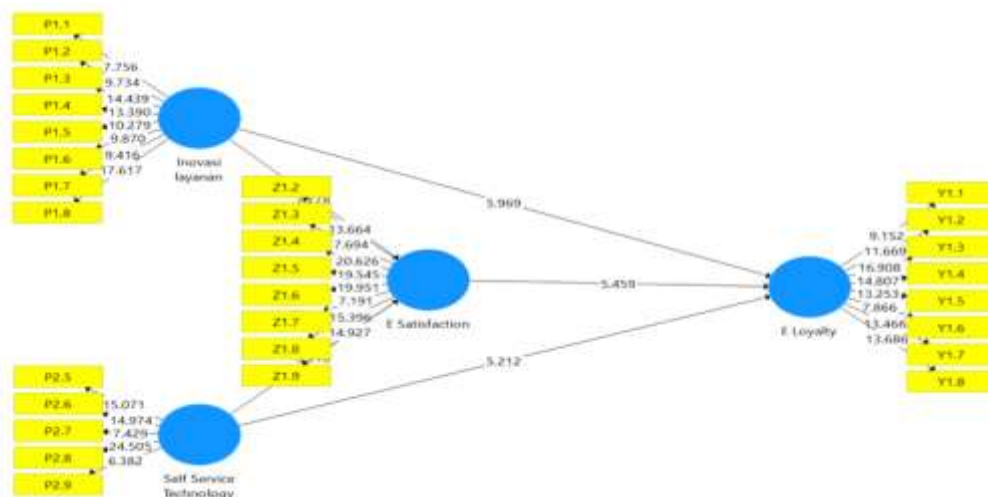 P1.1
P1.2
P1.3
P1.4
P1.5
P1.6
P1.7
P1.8
7.756
9.734
14.439
13.390
10.279
9.870
9.416
17.617
Inovasi
layanan
Z1.2
Z1.3
Z1.4
Z1.5
Z1.6
Z1.7
Z1.8
Z1.9
13.664
7.694
20.626
19.545
19.951
7.191
15.396
14.927
E Satisfaction
5.969
5.459
5.212
E Loyalty
Y1.1
Y1.2
Y1.3
Y1.4
Y1.5
Y1.6
Y1.7
Y1.8
9.152
11.669
16.908
14.807
13.253
7.866
13.466
13.686
P2.5
P2.6
P2.7
P2.8
P2.9
15.071
14.974
7.429
24.505
6.382
Self Service
Technology